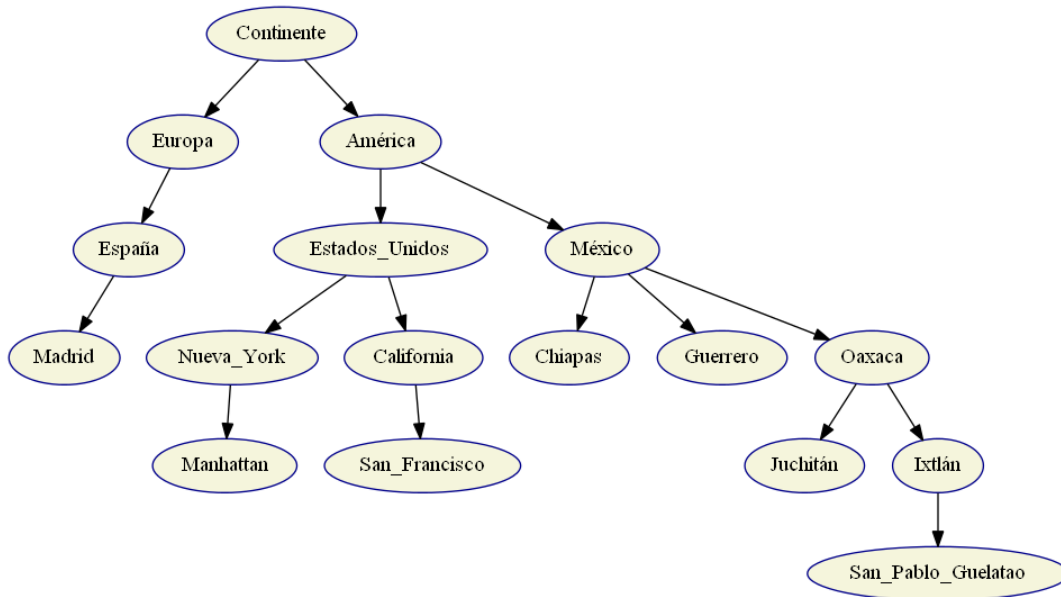 Continente
Europa
América
España
Estados_Unidos
México
Madrid
Nueva_York
California
Chiapas
Guerrero
Oaxaca
Manhattan
San_Francisco
Juchitán
Ixtlán
San_Pablo_Guelatao